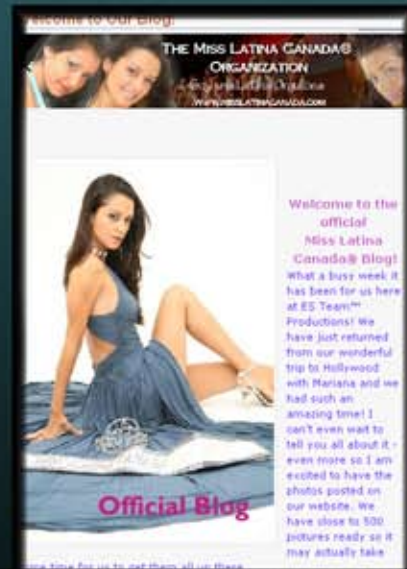 Welcome to Our Blog!
THE MISS LATINA CANADA®
ORGANIZATION
WWW.MISSLATINACANADA.COM
Welcome to the
official
Miss Latina
Canada® Blog!
What a busy week it
has been for us here
at ES Team™
Productions! We
have just returned
from our wonderful
trip to Hollywood
with Mariana and we
had such an
amazing time! I
can't even wait to
tell you all about it -
even more so I am
excited to have the
photos posted on
our website. We
have close to 500
pictures ready so it
may actually take
some time for us to get them all up there
Official Blog